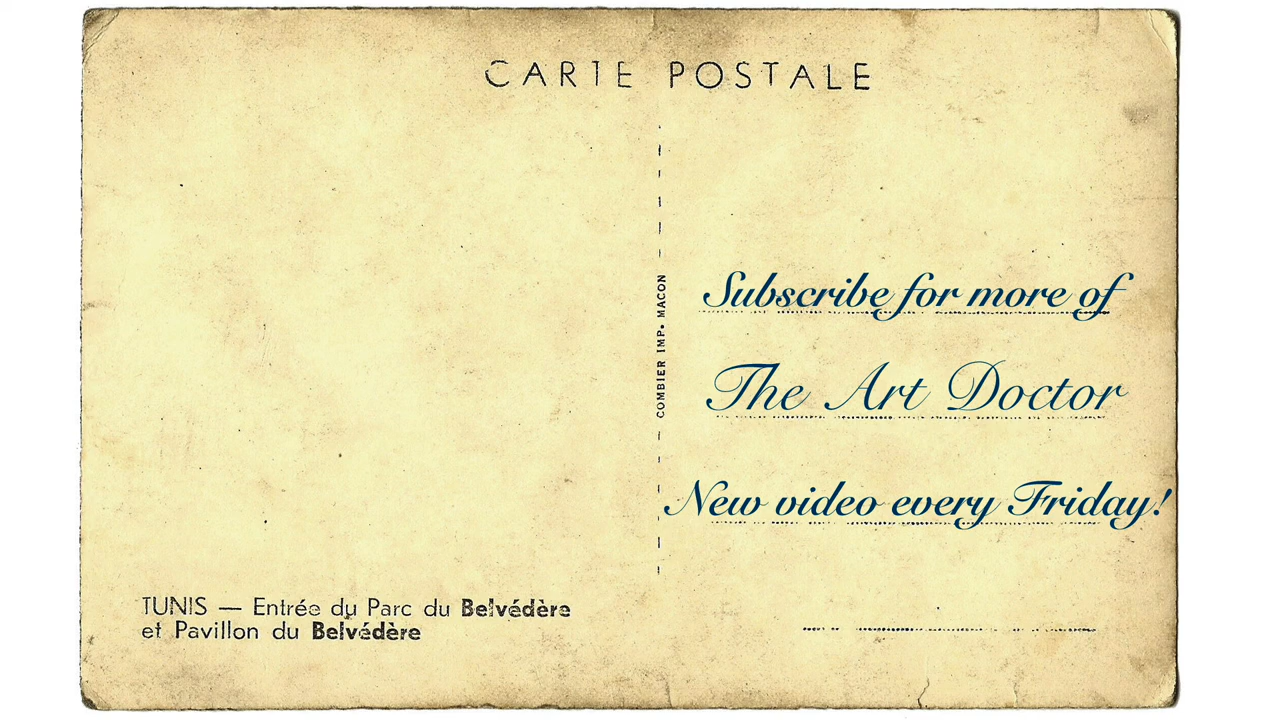 CARTE POSTALE
COMBIER IMP. MACON
Subscribe for more of
The Art Doctor
New video every Friday!
TUNIS — Entrée du Parc du Belvédère
et Pavillon du Belvédère